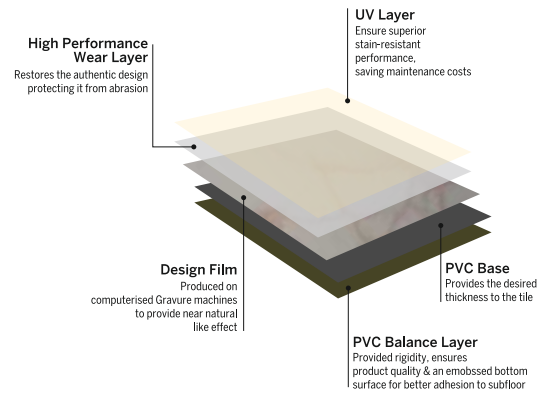 UV Layer
Ensure superior
stain-resistant
performance,
saving maintenance costs
High Performance
Wear Layer
Restores the authentic design
protecting it from abrasion
Design Film
Produced on
computerised Gravure machines
to provide near natural
like effect
PVC Base
Provides the desired
thickness to the tile
PVC Balance Layer
Provided rigidity, ensures
product quality & an emobssed bottom
surface for better adhesion to subfloor